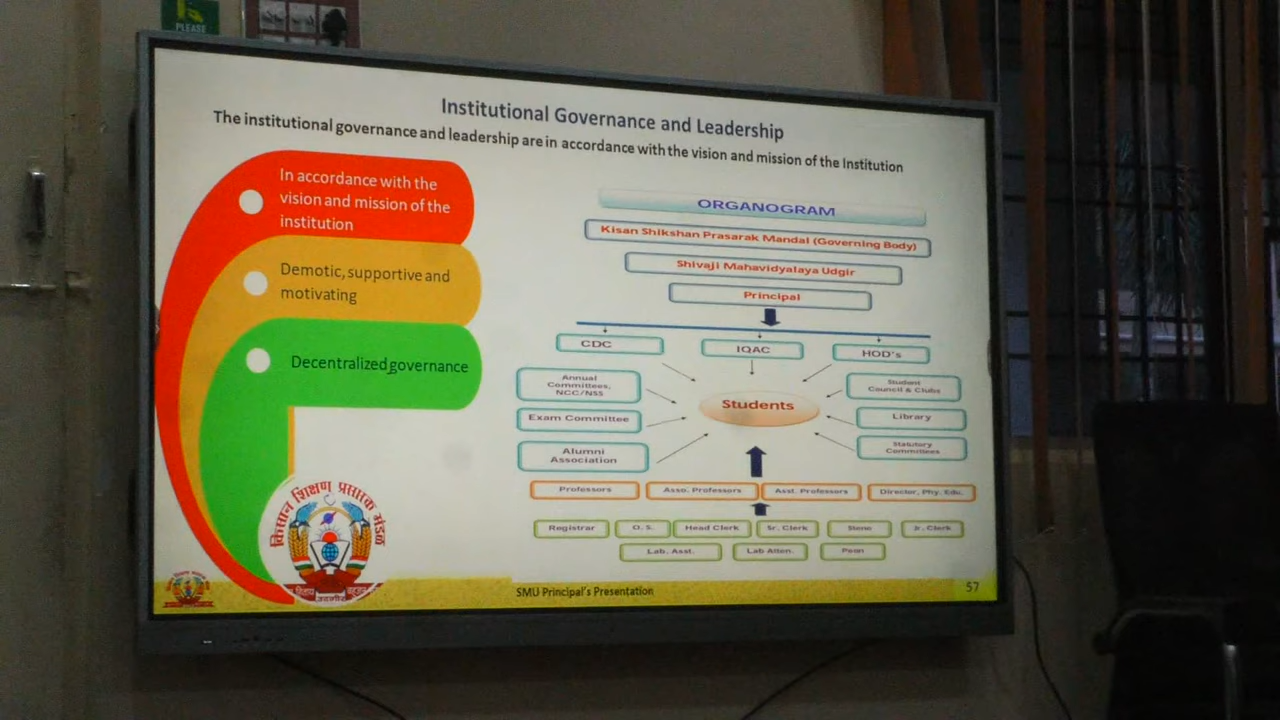 PLEASE
Institutional Governance and Leadership
The institutional governance and leadership are in accordance with the vision and mission of the Institution
In accordance with the
vision and mission of the
institution
Demotic, supportive and
motivating
Decentralized governance
ORGANOGRAM
Kisan Shikshan Prasarak Mandal (Governing Body)
Shivaji Mahavidyalaya Udgir
Principal
CDC
IQAC
HOD's
Annual
Committees,
NCC/NSS
Student
Council & Clubs
Students
Exam Committee
Library
Alumni
Association
Statutory
Committees
Professors
Asso. Professors
Asst. Professors
Director, Phy. Edu.
Registrar
O. S.
Head Clerk
Sr. Clerk
Steno
Jr. Clerk
Lab. Asst.
Lab Atten.
Peon
किसान शिक्षण प्रसारक मंडळ
SMU Principal's Presentation
57